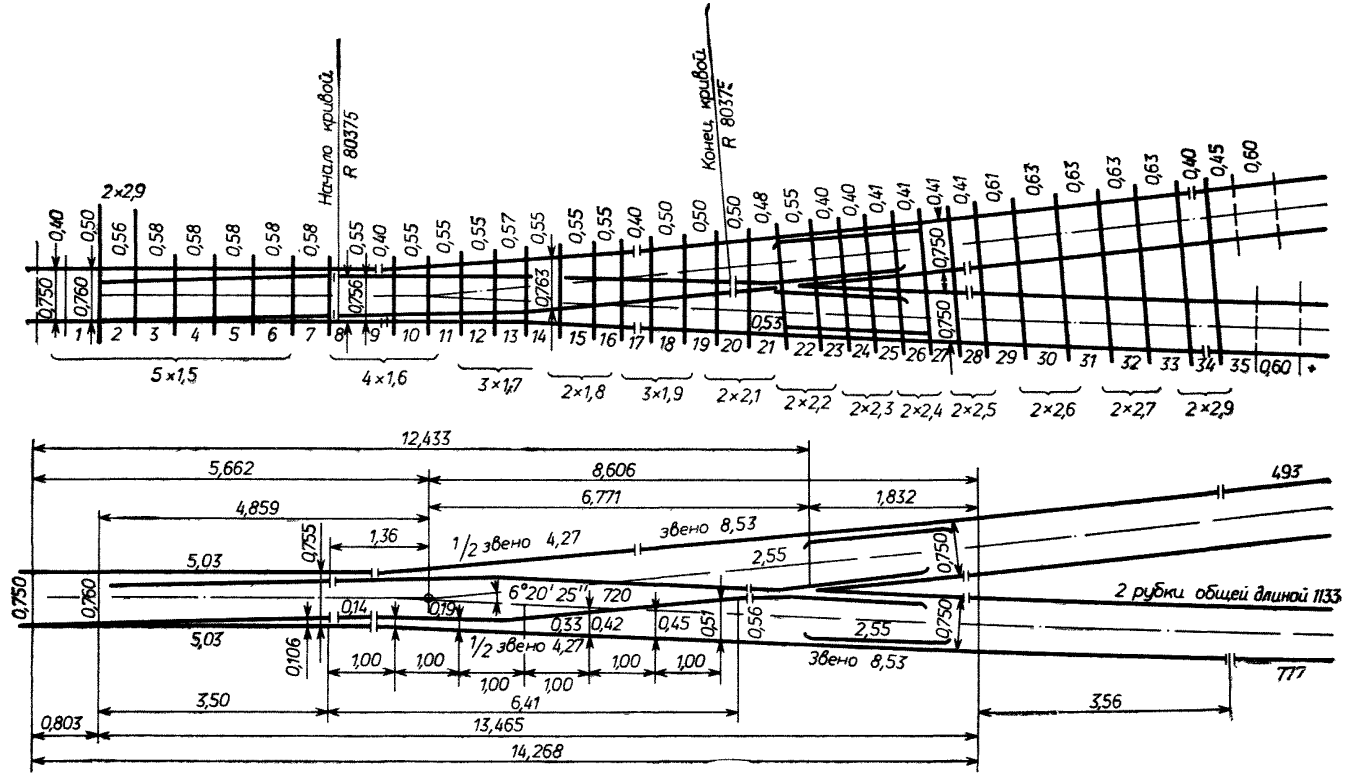 Начало кривой
R 80375
Конец кривой
R 80375
2×2,9
0,40 0,50 0,56 0,58 0,58 0,58 0,58 0,58 0,55 0,40 0,55 0,55 0,55 0,57 0,55 0,55 0,55 0,40 0,50 0,50 0,50 0,48 0,55 0,40 0,40 0,41 0,41 0,41 0,41 0,61 0,63 0,63 0,63 0,63 0,40 0,45 0,60
0,750 0,760 0,756 0,763 0,750
0,53 0,750
1 2 3 4 5 6 7 8 9 10 11 12 13 14 15 16 17 18 19 20 21 22 23 24 25 26 27 28 29 30 31 32 33 34 35 0,60 +
5×1,5 4×1,6 3×1,7 2×1,8 3×1,9 2×2,1 2×2,2 2×2,3 2×2,4 2×2,5 2×2,6 2×2,7 2×2,9
12,433
5,662 8,606 493
6,771 1,832
4,859
1,36 1/2 звено 4,27 звено 8,53
0,755
5,03 2,55 0,750
0,750 0,760 6°20'25" 720 2 рубки общей длиной 1133
0,14 0,19 0,33 0,42 0,45 0,51 0,56 2,55 0,750
5,03 0,106 1/2 звено 4,27 Звено 8,53
777
1,00 1,00 1,00 1,00 1,00 1,00
3,50 6,41 3,56
0,803 13,465
14,268